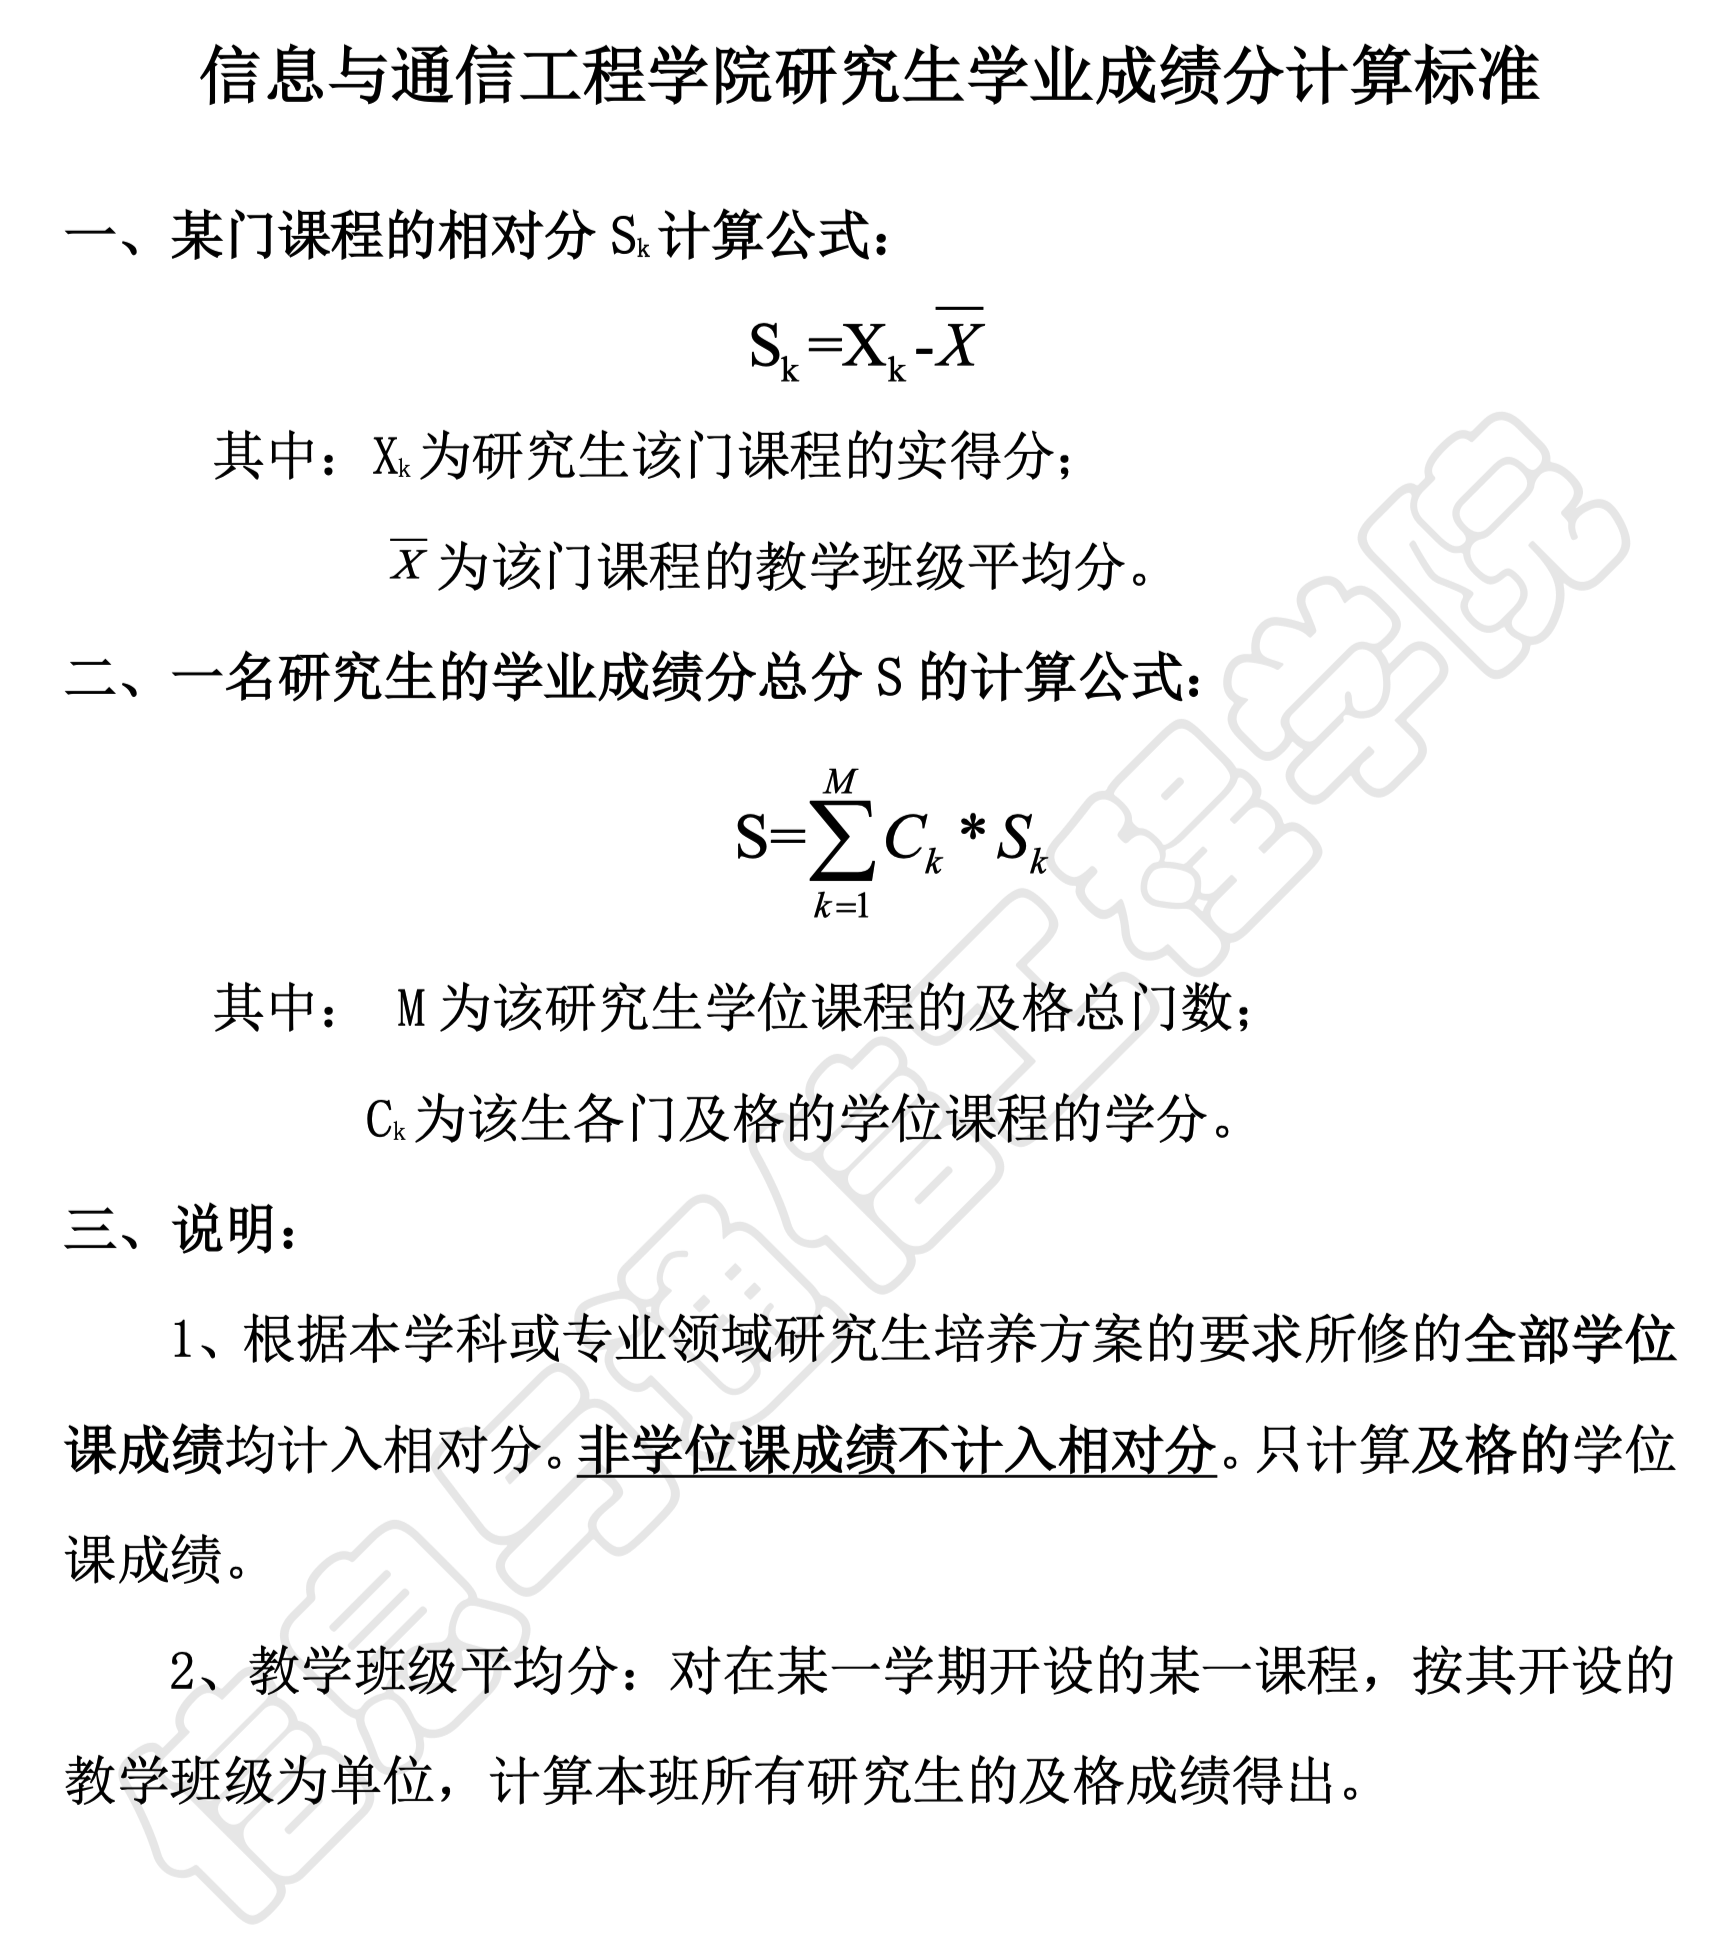 信息与通信工程学院研究生学业成绩分计算标准
一、某门课程的相对分 Sk 计算公式：
Sk=Xk-X̅
其中：Xk 为研究生该门课程的实得分；
X̅ 为该门课程的教学班级平均分。
二、一名研究生的学业成绩分总分 S 的计算公式：
M
S=∑Ck*Sk
k=1
其中： M 为该研究生学位课程的及格总门数；
Ck 为该生各门及格的学位课程的学分。
三、说明：
1、根据本学科或专业领域研究生培养方案的要求所修的全部学位
课成绩均计入相对分。非学位课成绩不计入相对分。只计算及格的学位
课成绩。
2、教学班级平均分：对在某一学期开设的某一课程，按其开设的
教学班级为单位，计算本班所有研究生的及格成绩得出。
信息与通信工程学院